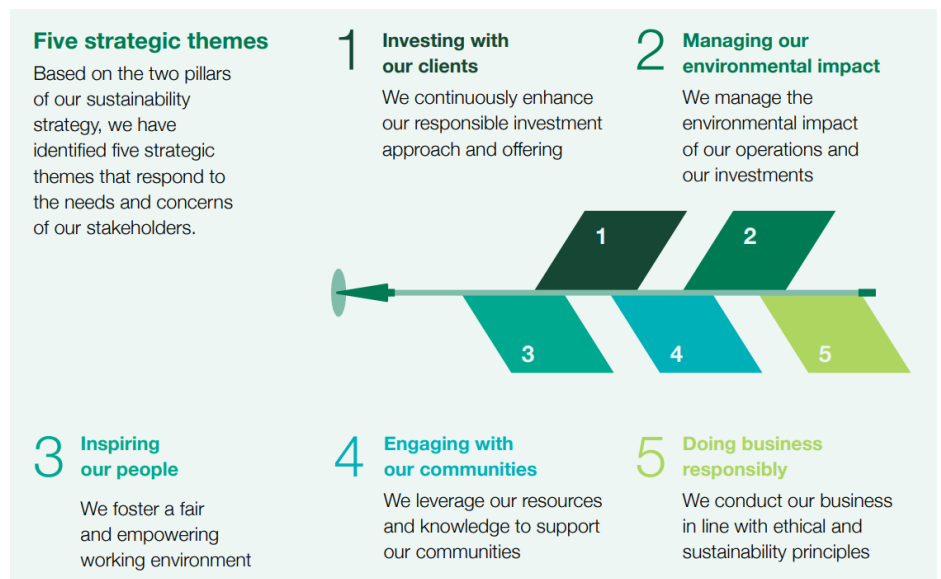 Five strategic themes
Based on the two pillars
of our sustainability
strategy, we have
identified five strategic
themes that respond to
the needs and concerns
of our stakeholders.
1
Investing with
our clients
We continuously enhance
our responsible investment
approach and offering
2
Managing our
environmental impact
We manage the
environmental impact
of our operations and
our investments
1
2
3
4
5
3
Inspiring
our people
We foster a fair
and empowering
working environment
4
Engaging with
our communities
We leverage our resources
and knowledge to support
our communities
5
Doing business
responsibly
We conduct our business
in line with ethical and
sustainability principles